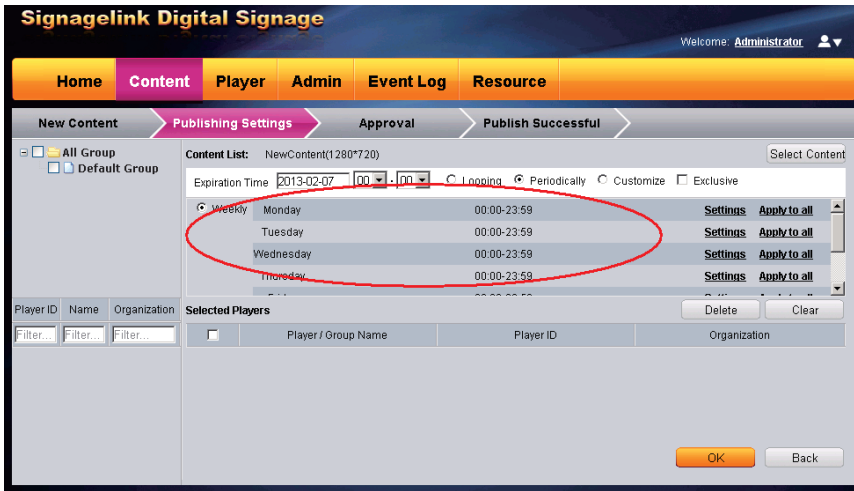 Signagelink Digital Signage
Welcome: Administrator
Home Content Player Admin Event Log Resource
New Content Publishing Settings Approval Publish Successful
All Group
Default Group
Content List: NewContent(1280*720) Select Content
Expiration Time 2013-02-07 00 : 00 Looping Periodically Customize Exclusive
Weekly Monday 00:00-23:59 Settings Apply to all
Tuesday 00:00-23:59 Settings Apply to all
Wednesday 00:00-23:59 Settings Apply to all
Thursday 00:00-23:59 Settings Apply to all
Player ID Name Organization
Filter... Filter... Filter...
Selected Players Delete Clear
Player / Group Name Player ID Organization
OK Back